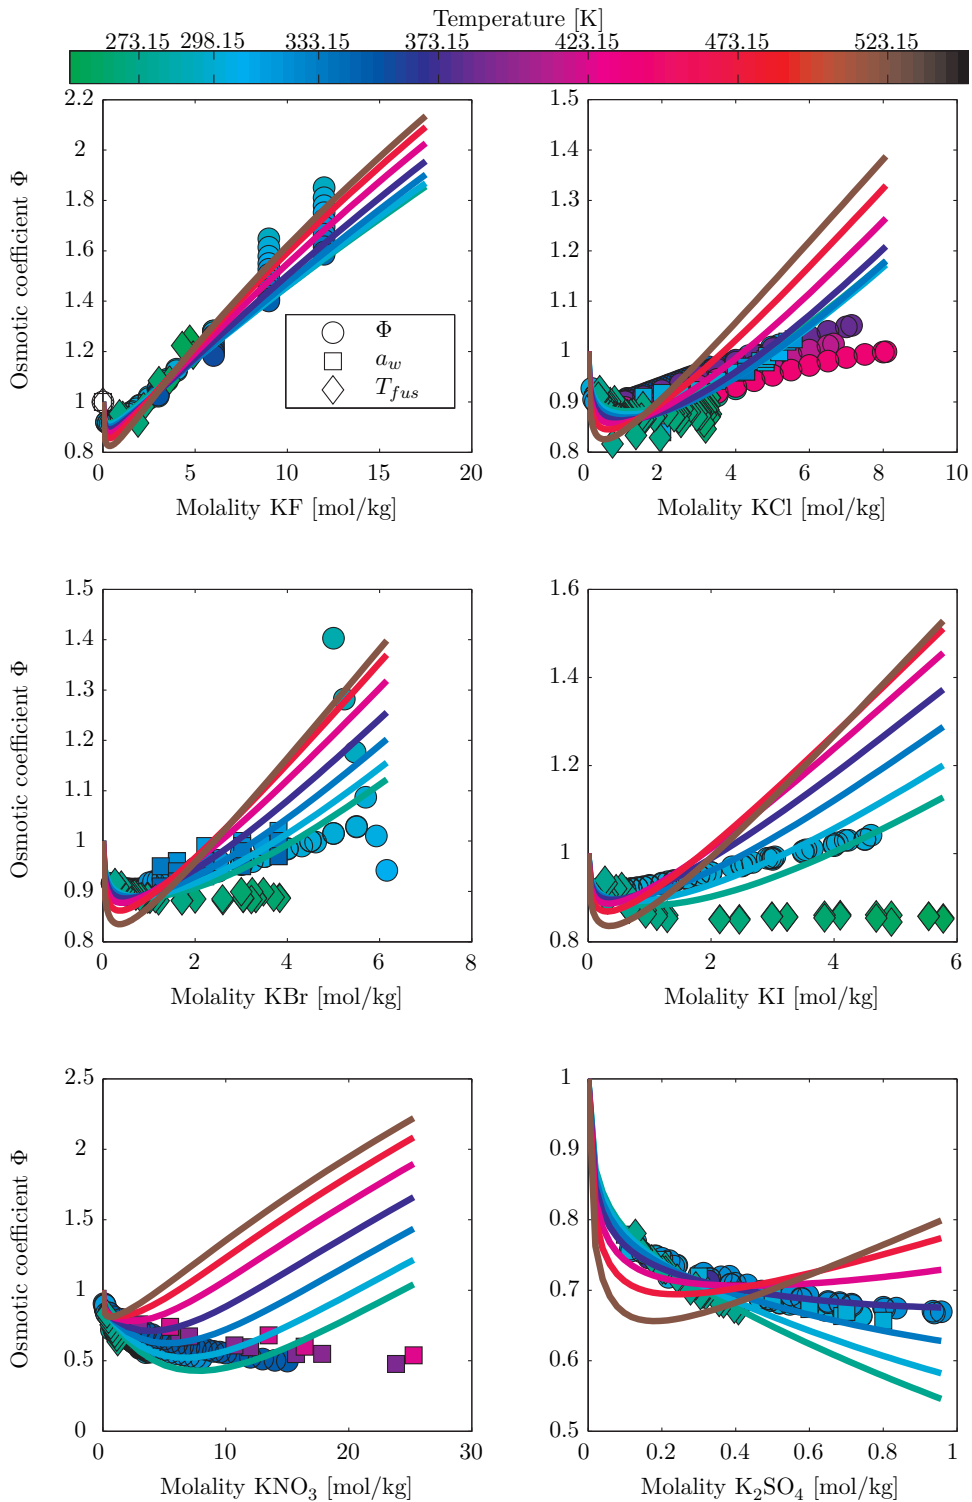 Temperature [K]
273.15 298.15 333.15 373.15 423.15 473.15 523.15
2.2
2
1.8
1.6
1.4
1.2
1
0.8
0 5 10 15 20
Osmotic coefficient Φ
Molality KF [mol/kg]
Φ
a_w
T_fus
1.5
1.4
1.3
1.2
1.1
1
0.9
0.8
0 2 4 6 8 10
Molality KCl [mol/kg]
1.5
1.4
1.3
1.2
1.1
1
0.9
0.8
0 2 4 6 8
Osmotic coefficient Φ
Molality KBr [mol/kg]
1.6
1.4
1.2
1
0.8
0 2 4 6
Molality KI [mol/kg]
2.5
2
1.5
1
0.5
0
0 10 20 30
Osmotic coefficient Φ
Molality KNO₃ [mol/kg]
1
0.9
0.8
0.7
0.6
0.5
0 0.2 0.4 0.6 0.8 1
Molality K₂SO₄ [mol/kg]